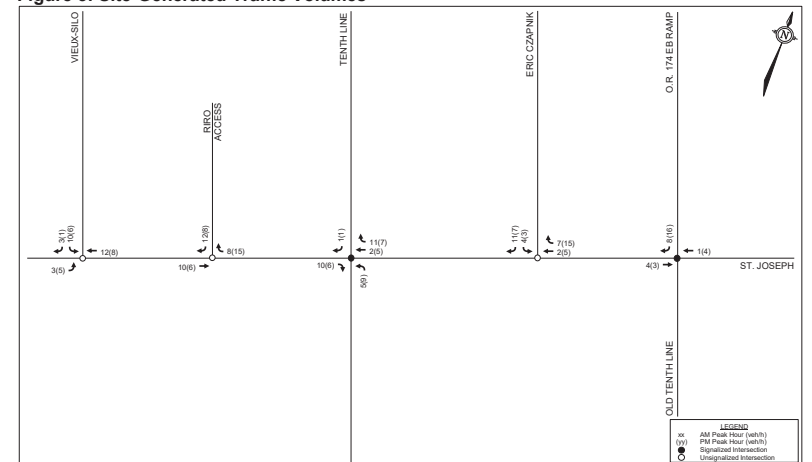 Figure 8: Site-Generated Traffic Volumes
VIEUX-SILO
RIRO
ACCESS
TENTH LINE
ERIC CZAPNIK
O.R. 174 EB RAMP
N
3(1)
10(6)
12(8)
3(5)
12(8)
8(15)
10(6)
1(1)
11(7)
2(5)
10(6)
5(9)
11(7)
4(3)
7(15)
2(5)
8(16)
1(4)
4(3)
ST. JOSEPH
OLD TENTH LINE
LEGEND
xx AM Peak Hour (veh/h)
(yy) PM Peak Hour (veh/h)
Signalized Intersection
Unsignalized Intersection